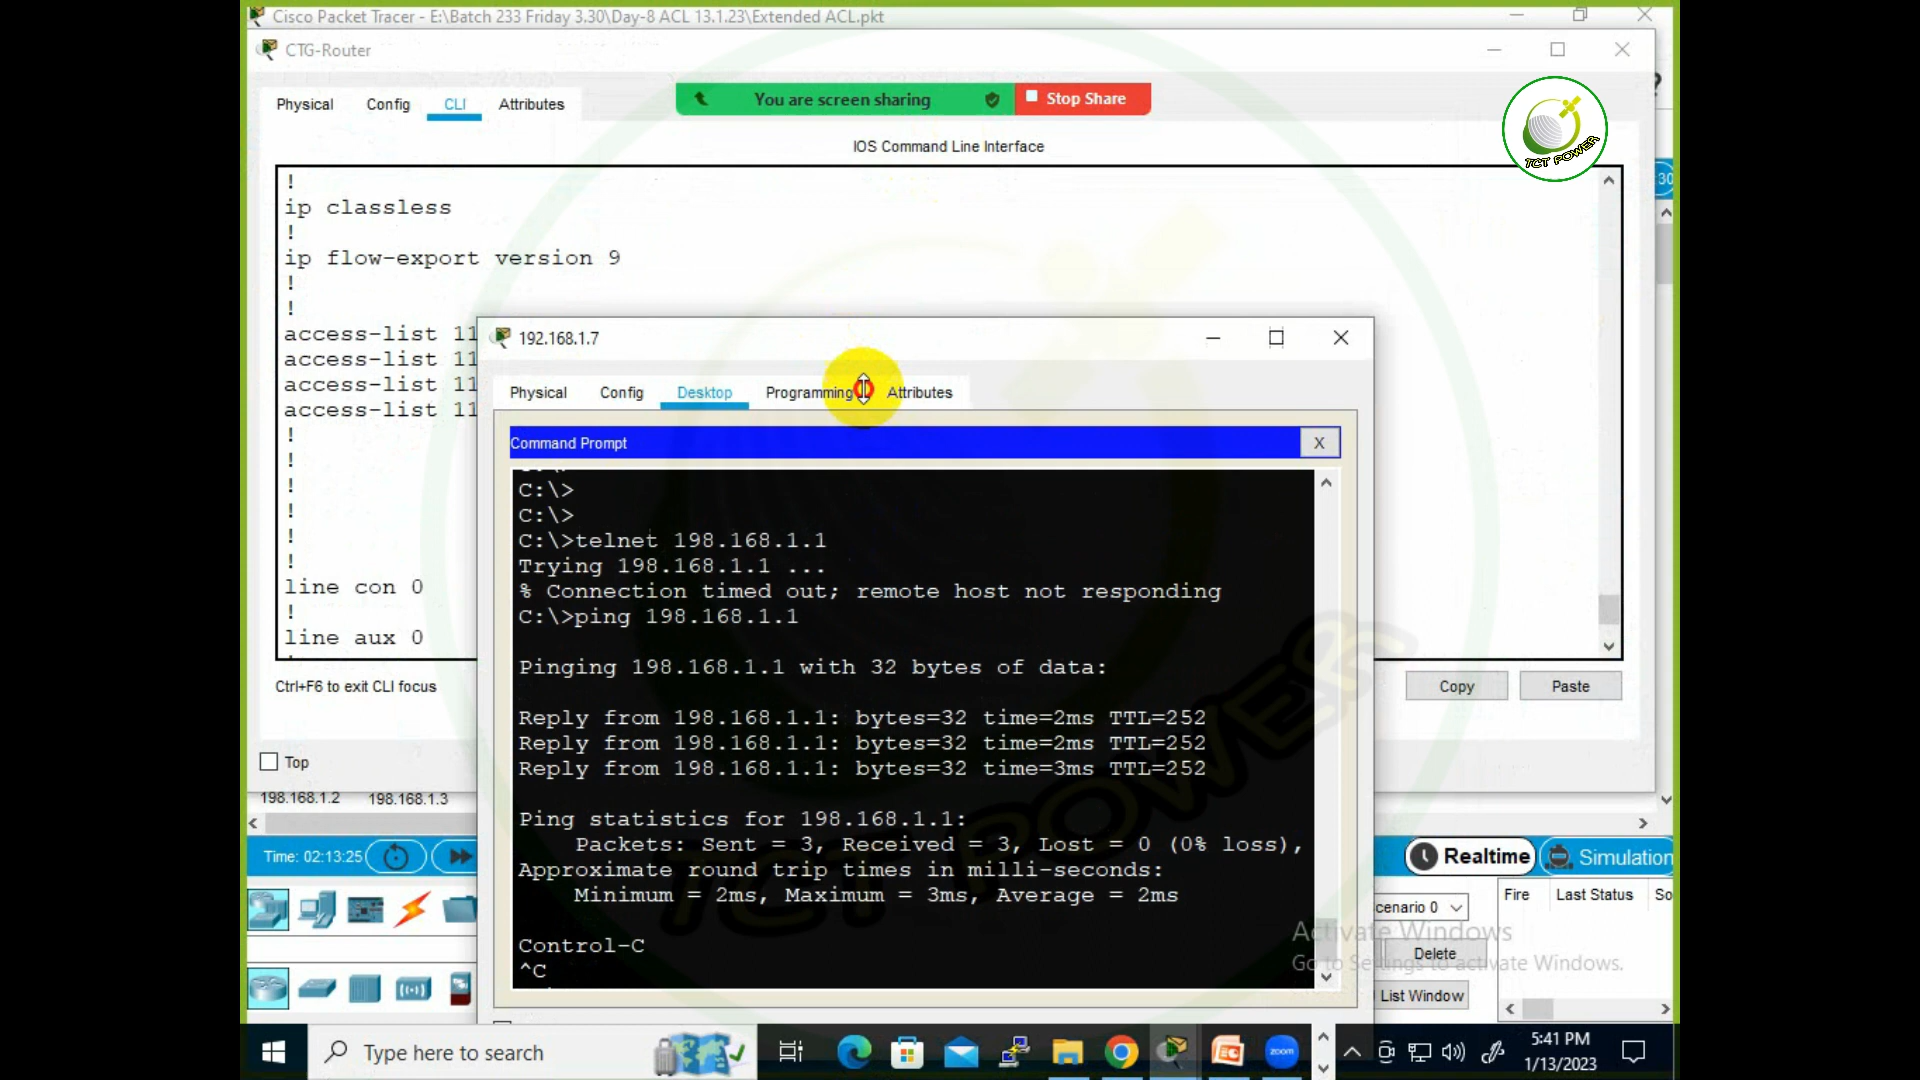 Cisco Packet Tracer - E:\Batch 233 Friday 3.30\Day-8 ACL 13.1.23\Extended ACL.pkt
CTG-Router
Physical Config CLI Attributes
You are screen sharing
Stop Share
TCT POWER
IOS Command Line Interface
30
!
ip classless
!
ip flow-export version 9
!
!
access-list 11
access-list 11
access-list 11
access-list 11
!
!
!
!
!
!
line con 0
!
line aux 0
Ctrl+F6 to exit CLI focus
Copy
Paste
Top
192.168.1.7
Physical Config Desktop Programming Attributes
Command Prompt
X
C:\>
C:\>
C:\>telnet 198.168.1.1
Trying 198.168.1.1 ...
% Connection timed out; remote host not responding
C:\>ping 198.168.1.1
Pinging 198.168.1.1 with 32 bytes of data:
Reply from 198.168.1.1: bytes=32 time=2ms TTL=252
Reply from 198.168.1.1: bytes=32 time=2ms TTL=252
Reply from 198.168.1.1: bytes=32 time=3ms TTL=252
Ping statistics for 198.168.1.1:
Packets: Sent = 3, Received = 3, Lost = 0 (0% loss),
Approximate round trip times in milli-seconds:
Minimum = 2ms, Maximum = 3ms, Average = 2ms
Control-C
^C
TCT POWER
198.168.1.2 198.168.1.3
Time: 02:13:25
Realtime
Simulation
cenario 0
Fire Last Status So
Delete
List Window
Activate Windows
Go to Settings to activate Windows.
Type here to search
zoom
5:41 PM
1/13/2023